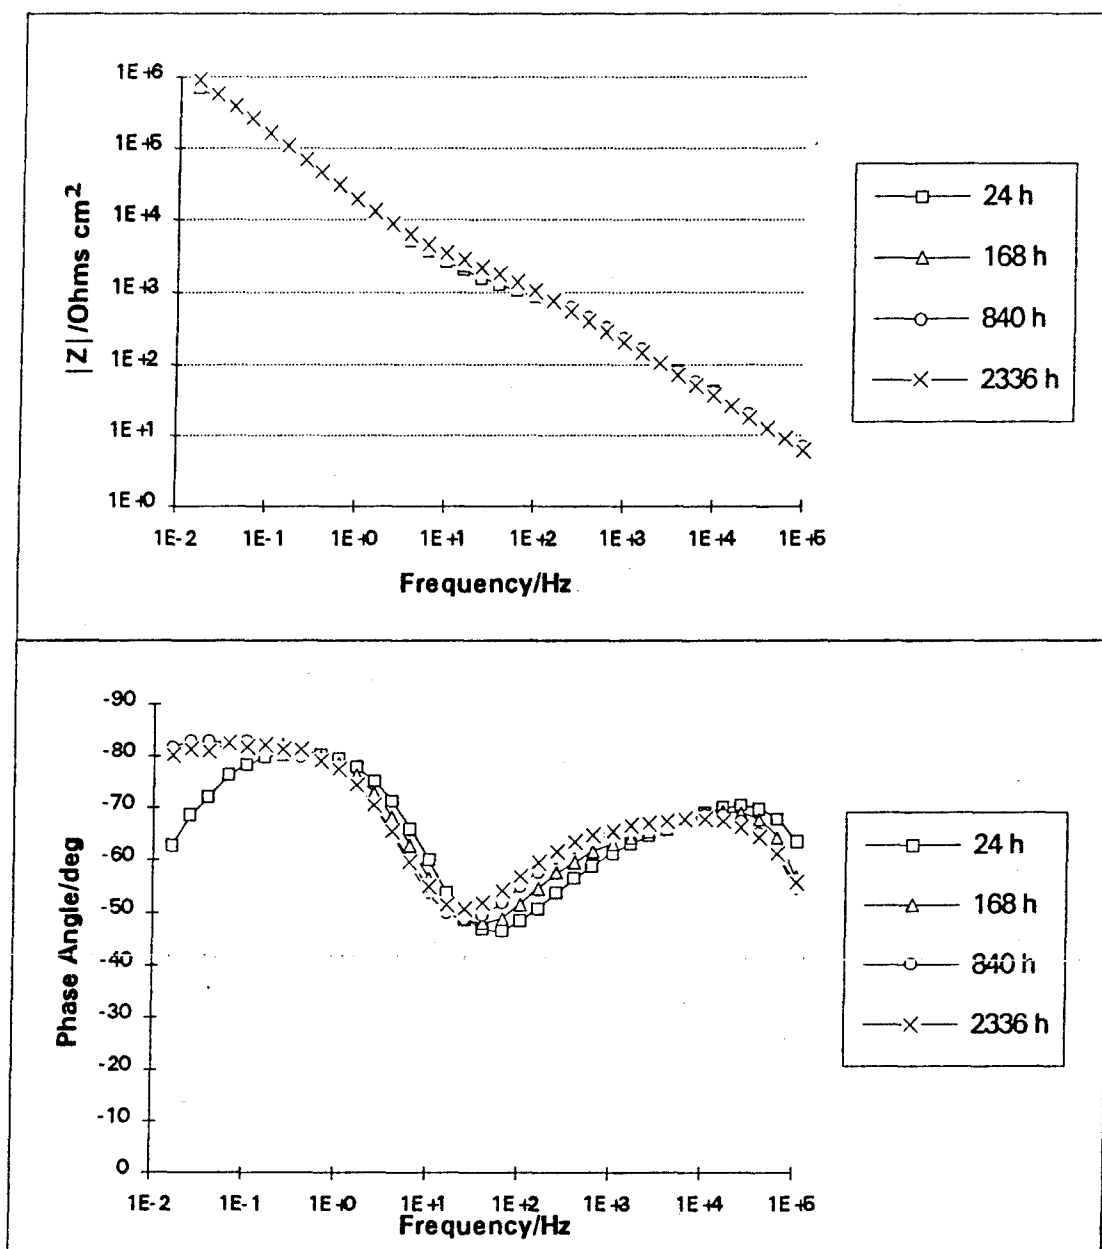 1E+6
1E+5
1E+4
1E+3
1E+2
1E+1
1E+0
|Z|/Ohms cm2
1E-2 1E-1 1E+0 1E+1 1E+2 1E+3 1E+4 1E+5
Frequency/Hz
24 h
168 h
840 h
2336 h
-90
-80
-70
-60
-50
-40
-30
-20
-10
0
Phase Angle/deg
1E-2 1E-1 1E+0 1E+1 1E+2 1E+3 1E+4 1E+5
Frequency/Hz
24 h
168 h
840 h
2336 h